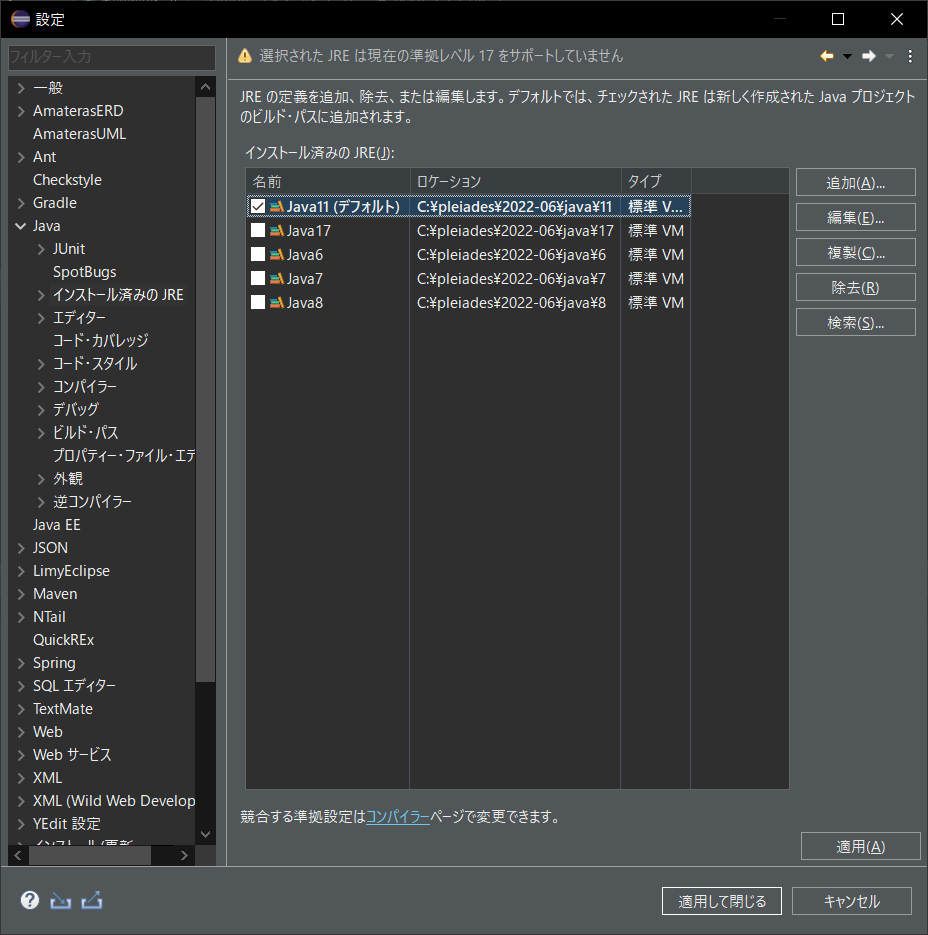 設定
フィルター入力
一般
AmaterasERD
AmaterasUML
Ant
Checkstyle
Gradle
Java
JUnit
SpotBugs
インストール済みの JRE
エディター
コード・カバレッジ
コード・スタイル
コンパイラー
デバッグ
ビルド・パス
プロパティー・ファイル・エデ
外観
逆コンパイラー
Java EE
JSON
LimyEclipse
Maven
NTail
QuickREx
Spring
SQL エディター
TextMate
Web
Web サービス
XML
XML (Wild Web Develop
YEdit 設定
インストール/更新
選択された JRE は現在の準拠レベル 17 をサポートしていません
JRE の定義を追加、除去、または編集します。デフォルトでは、チェックされた JRE は新しく作成された Java プロジェクト
のビルド・パスに追加されます。
インストール済みの JRE(J):
名前 ロケーション タイプ
Java11 (デフォルト) C:¥pleiades¥2022-06¥java¥11 標準 V...
Java17 C:¥pleiades¥2022-06¥java¥17 標準 VM
Java6 C:¥pleiades¥2022-06¥java¥6 標準 VM
Java7 C:¥pleiades¥2022-06¥java¥7 標準 VM
Java8 C:¥pleiades¥2022-06¥java¥8 標準 VM
追加(A)...
編集(E)...
複製(C)...
除去(R)
検索(S)...
競合する準拠設定はコンパイラーページで変更できます。
適用(A)
適用して閉じる
キャンセル